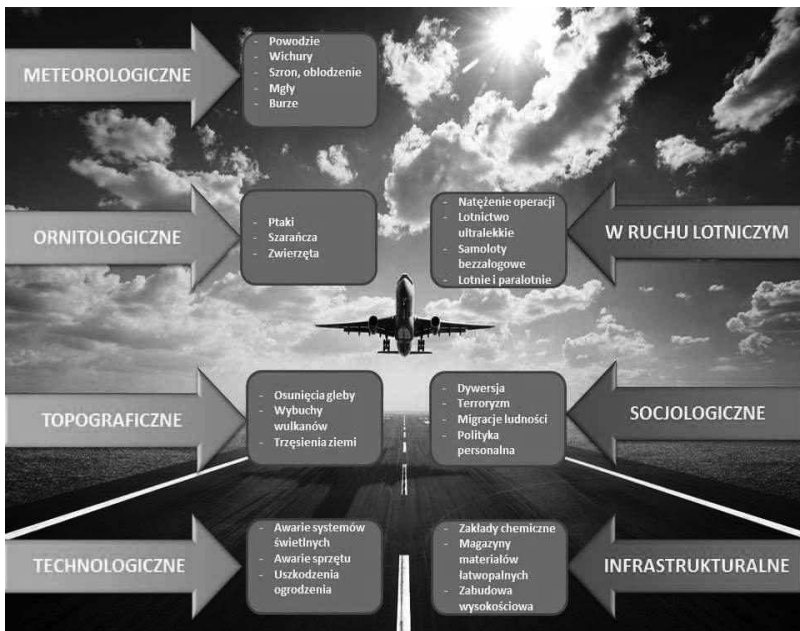 METEOROLOGICZNE
- Powodzie
- Wichury
- Szron, oblodzenie
- Mgły
- Burze
ORNITOLOGICZNE
- Ptaki
- Szarańcza
- Zwierzęta
- Natężenie operacji
- Lotnictwo
ultralekkie
- Samoloty
bezzałogowe
- Lotnie i paralotnie
W RUCHU LOTNICZYM
TOPOGRAFICZNE
- Osunięcia gleby
- Wybuchy
wulkanów
- Trzęsienia ziemi
- Dywersja
- Terroryzm
- Migracje ludności
- Polityka
personalna
SOCJOLOGICZNE
TECHNOLOGICZNE
- Awarie systemów
świetlnych
- Awarie sprzętu
- Uszkodzenia
ogrodzenia
- Zakłady chemiczne
- Magazyny
materiałów
łatwopalnych
- Zabudowa
wysokościowa
INFRASTRUKTURALNE